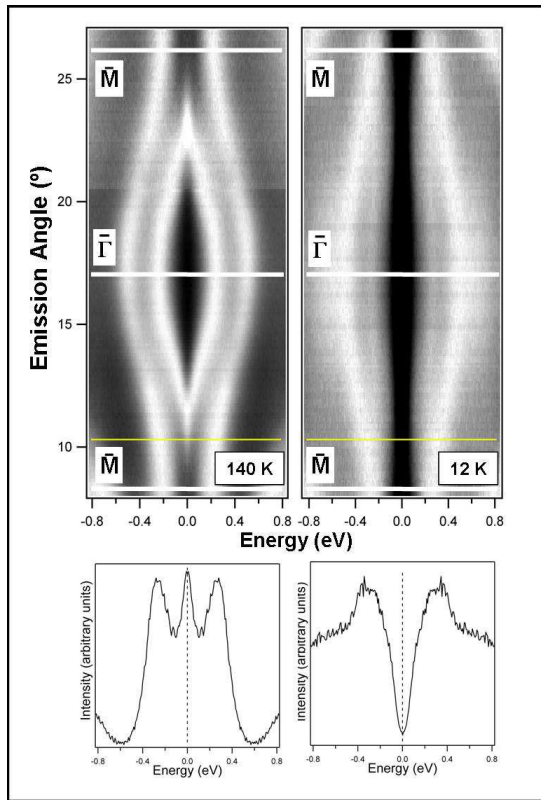 M̄
M̄
25
20
15
10
Emission Angle (º)
Γ̄
Γ̄
M̄
140 K
M̄
12 K
-0.8 -0.4 0.0 0.4 0.8
-0.8 -0.4 0.0 0.4 0.8
Energy (eV)
Intensity (arbitrary units)
-0.8 -0.4 0.0 0.4 0.8
Energy (eV)
Intensity (arbitrary units)
-0.8 -0.4 0.0 0.4 0.8
Energy (eV)